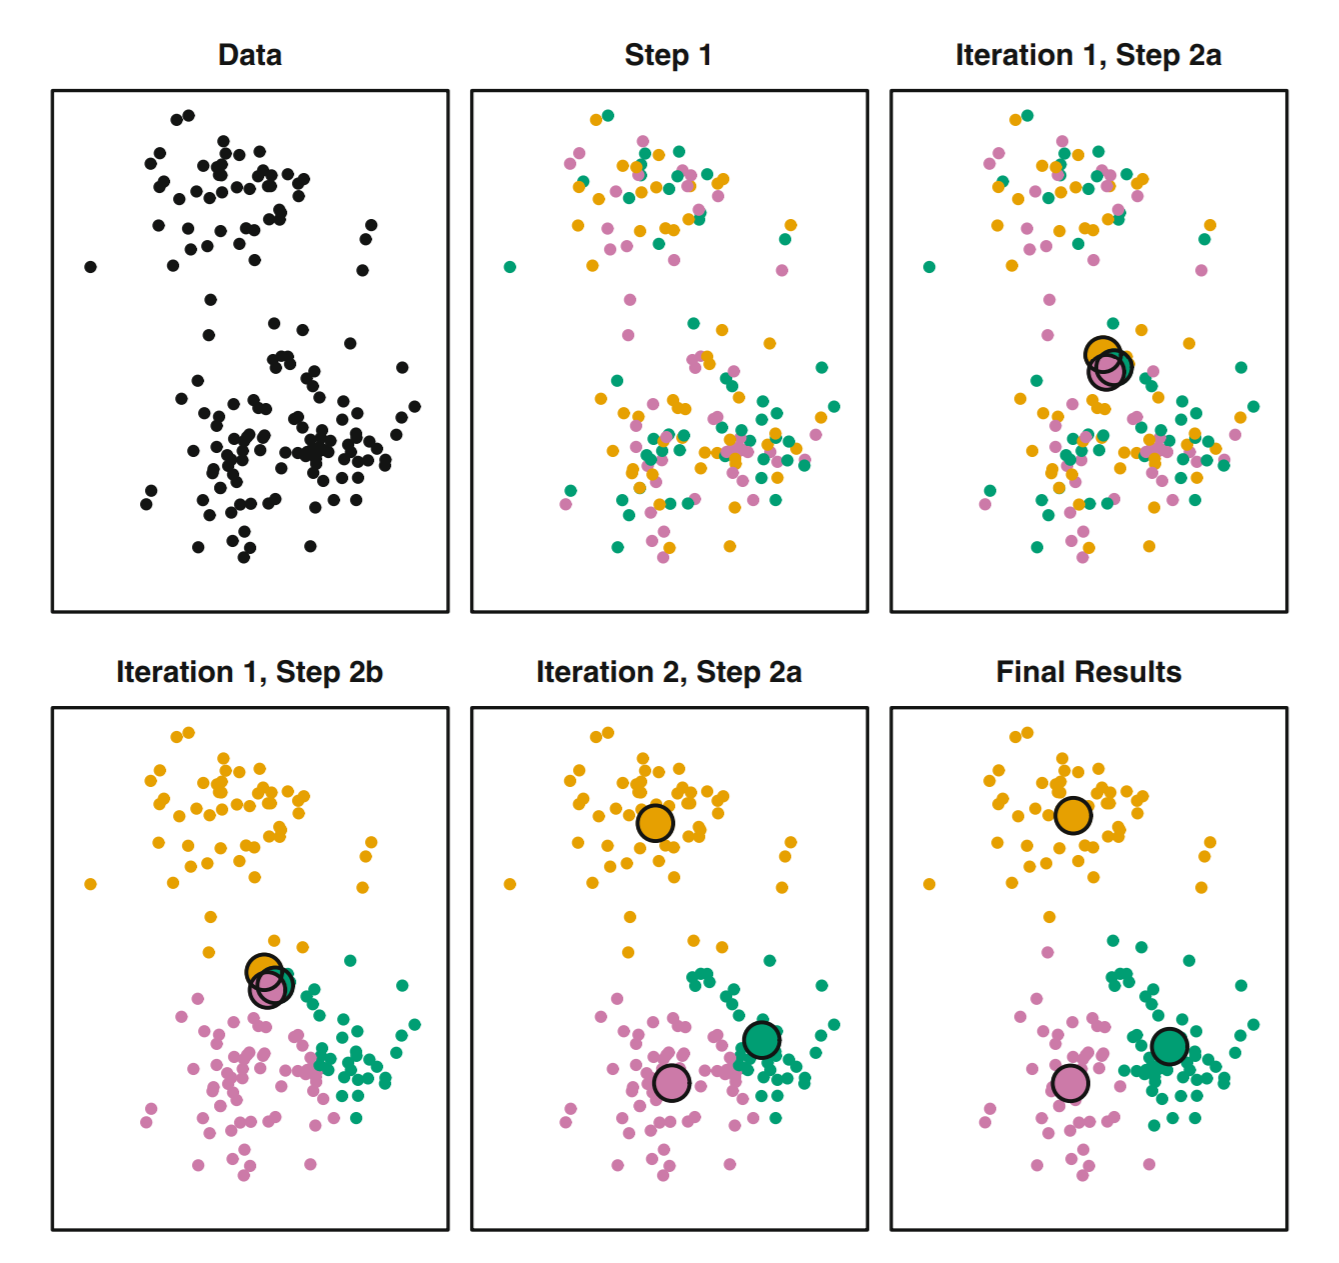 Data
Step 1
Iteration 1, Step 2a
Iteration 1, Step 2b
Iteration 2, Step 2a
Final Results